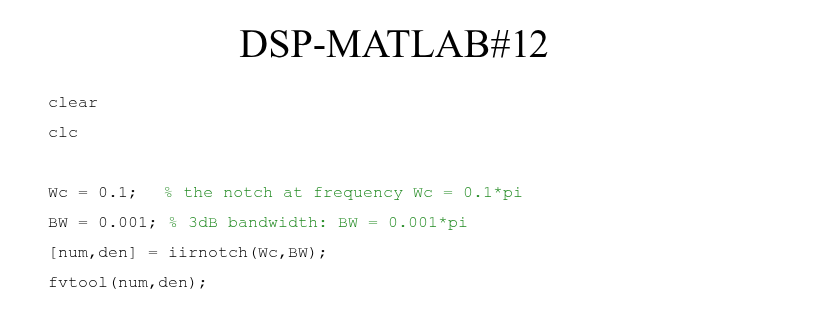 DSP-MATLAB#12
clear
clc
Wc = 0.1; % the notch at frequency Wc = 0.1*pi
BW = 0.001; % 3dB bandwidth: BW = 0.001*pi
[num,den] = iirnotch(Wc,BW);
fvtool(num,den);